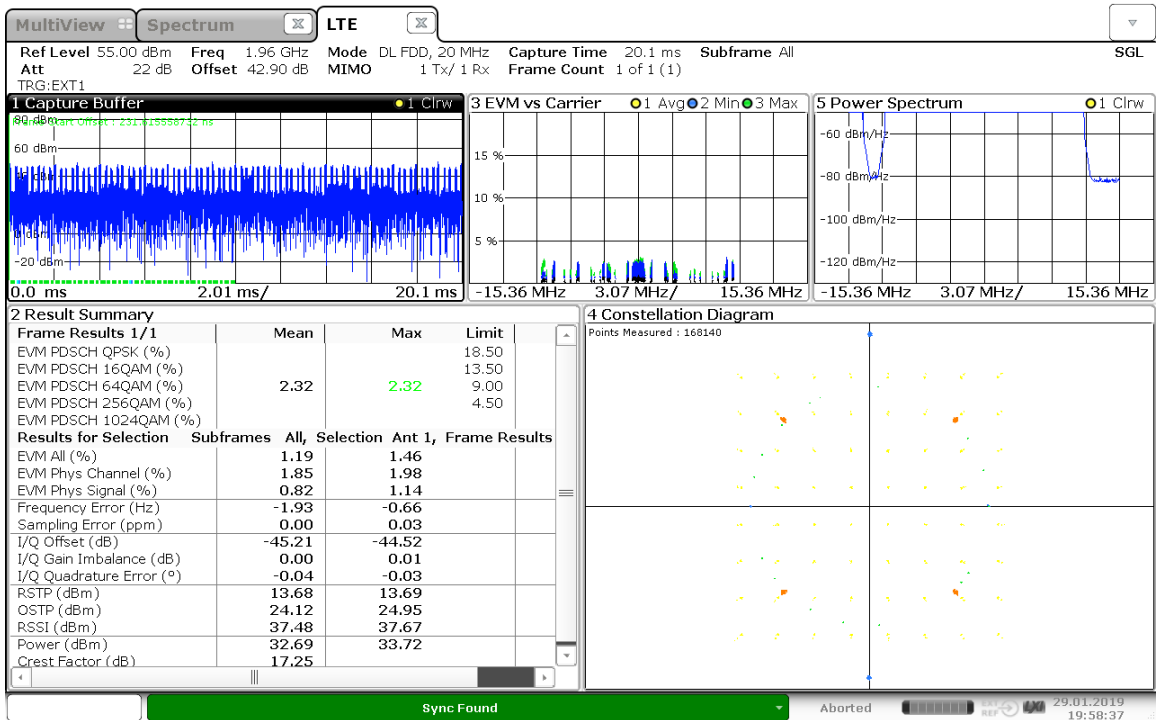 MultiView Spectrum LTE
Ref Level 55.00 dBm Freq 1.96 GHz Mode DL FDD, 20 MHz Capture Time 20.1 ms Subframe All SGL
Att 22 dB Offset 42.90 dB MIMO 1 Tx/ 1 Rx Frame Count 1 of 1 (1)
TRG:EXT1
1 Capture Buffer 1 Clrw
80 dBm
Frame Start Offset : 231.615558732 ns
60 dBm
-20 dBm
0.0 ms 2.01 ms/ 20.1 ms
3 EVM vs Carrier 1 Avg 2 Min 3 Max
15 %
10 %
5 %
-15.36 MHz 3.07 MHz/ 15.36 MHz
5 Power Spectrum 1 Clrw
-60 dBm/Hz
-80 dBm/Hz
-100 dBm/Hz
-120 dBm/Hz
-15.36 MHz 3.07 MHz/ 15.36 MHz
2 Result Summary
Frame Results 1/1 Mean Max Limit
EVM PDSCH QPSK (%) 18.50
EVM PDSCH 16QAM (%) 13.50
EVM PDSCH 64QAM (%) 2.32 2.32 9.00
EVM PDSCH 256QAM (%) 4.50
EVM PDSCH 1024QAM (%)
Results for Selection Subframes All, Selection Ant 1, Frame Results
EVM All (%) 1.19 1.46
EVM Phys Channel (%) 1.85 1.98
EVM Phys Signal (%) 0.82 1.14
Frequency Error (Hz) -1.93 -0.66
Sampling Error (ppm) 0.00 0.03
I/Q Offset (dB) -45.21 -44.52
I/Q Gain Imbalance (dB) 0.00 0.01
I/Q Quadrature Error (°) -0.04 -0.03
RSTP (dBm) 13.68 13.69
OSTP (dBm) 24.12 24.95
RSSI (dBm) 37.48 37.67
Power (dBm) 32.69 33.72
Crest Factor (dB) 17.25
4 Constellation Diagram
Points Measured : 168140
Sync Found
Aborted
EXT
REF
LXI
29.01.2019
19:58:37